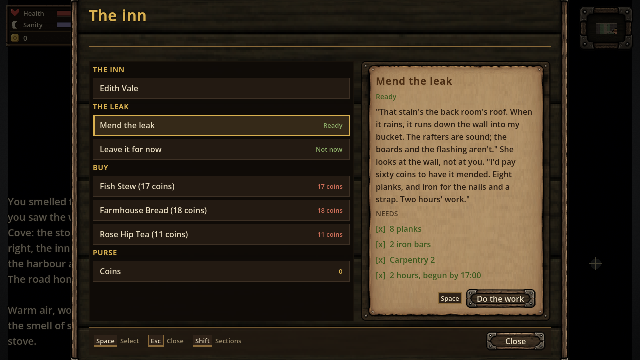 The Inn
Health
Sanity
0
THE INN
Edith Vale
THE LEAK
Mend the leak Ready
Leave it for now Not now
BUY
Fish Stew (17 coins) 17 coins
Farmhouse Bread (18 coins) 18 coins
Rose Hip Tea (11 coins) 11 coins
PURSE
Coins 0
Mend the leak
Ready
"That stain's the back room's roof. When
it rains, it runs down the wall into my
bucket. The rafters are sound; the
boards and the flashing aren't." She
looks at the wall, not at you. "I'd pay
sixty coins to have it mended. Eight
planks, and iron for the nails and a
strap. Two hours' work."
NEEDS
[x] 8 planks
[x] 2 iron bars
[x] Carpentry 2
[x] 2 hours, begun by 17:00
Space Do the work
You smelled
you saw the
Cove: the
right, the inn
the harbour
The road
Warm air,
the smell of
stove.
Space Select Esc Close Shift Sections
Close